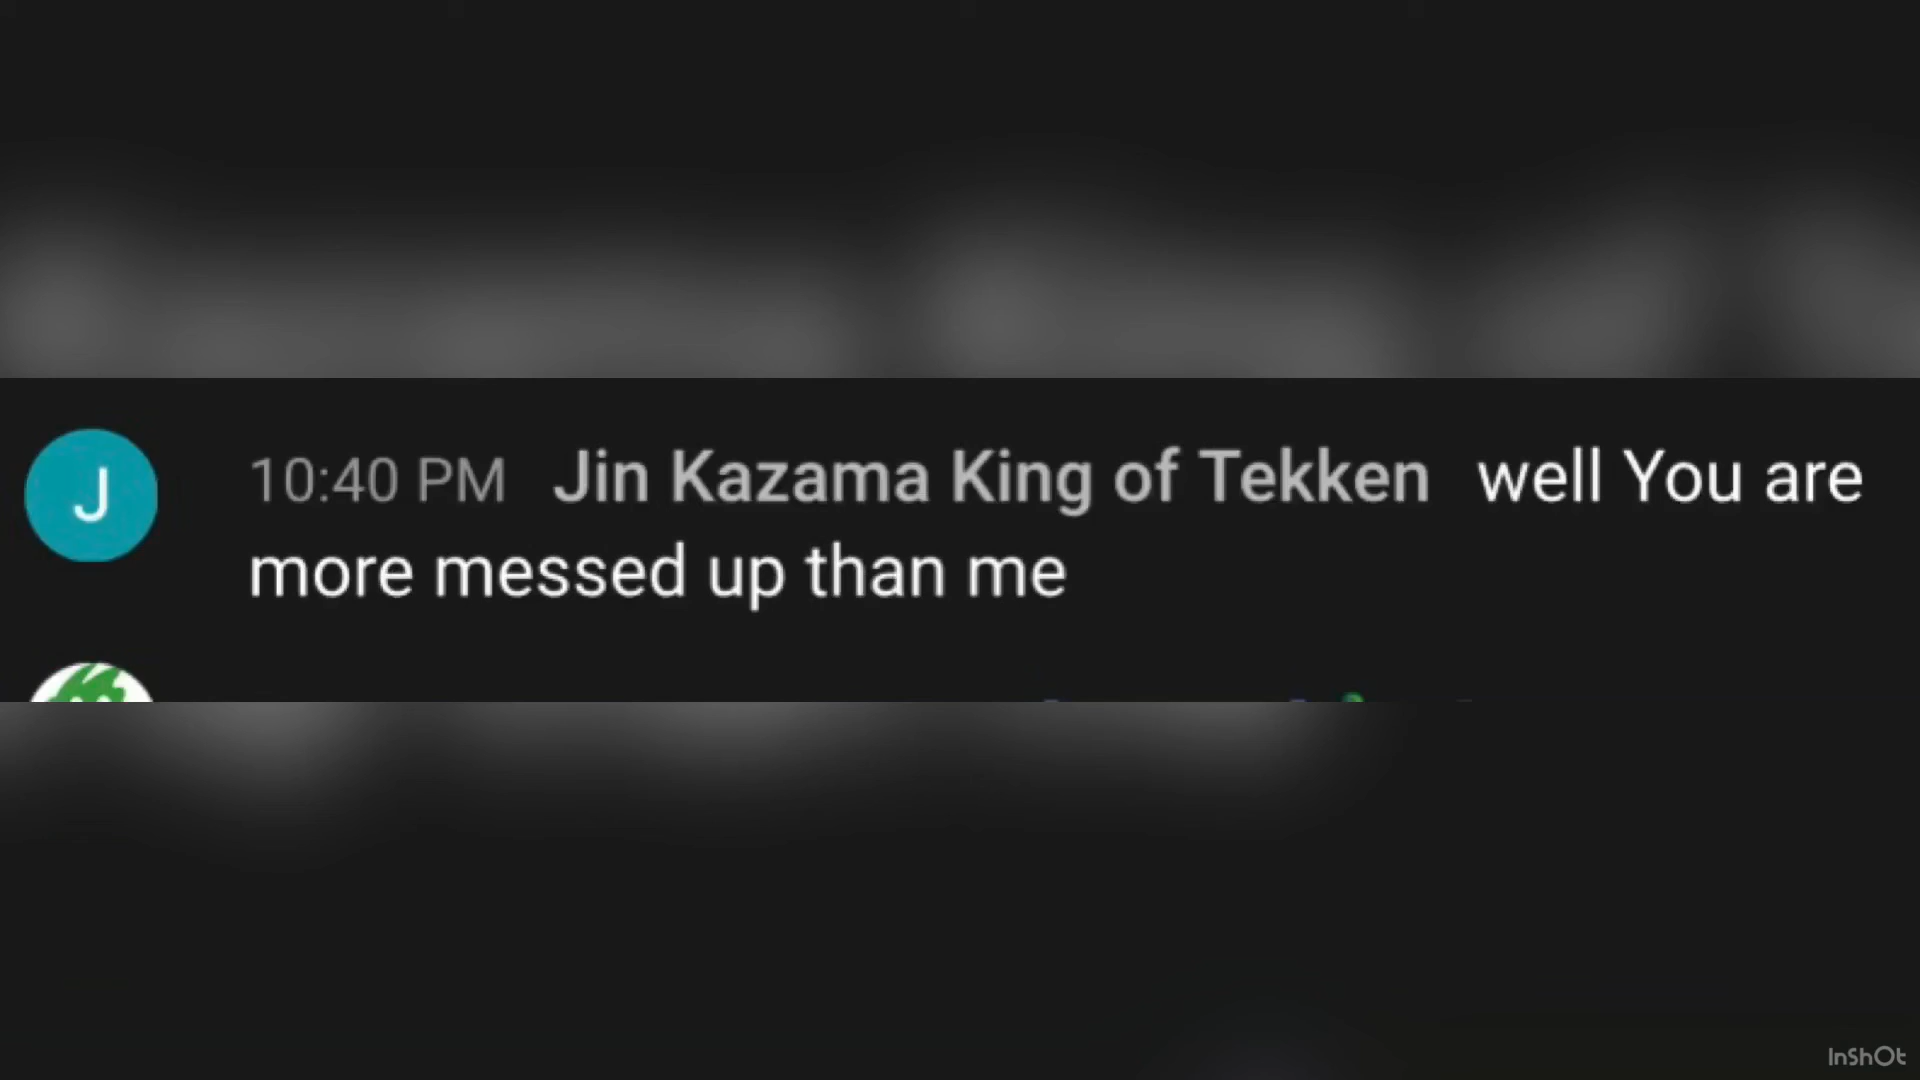 J
10:40 PM Jin Kazama King of Tekken well You are
more messed up than me
InShOt